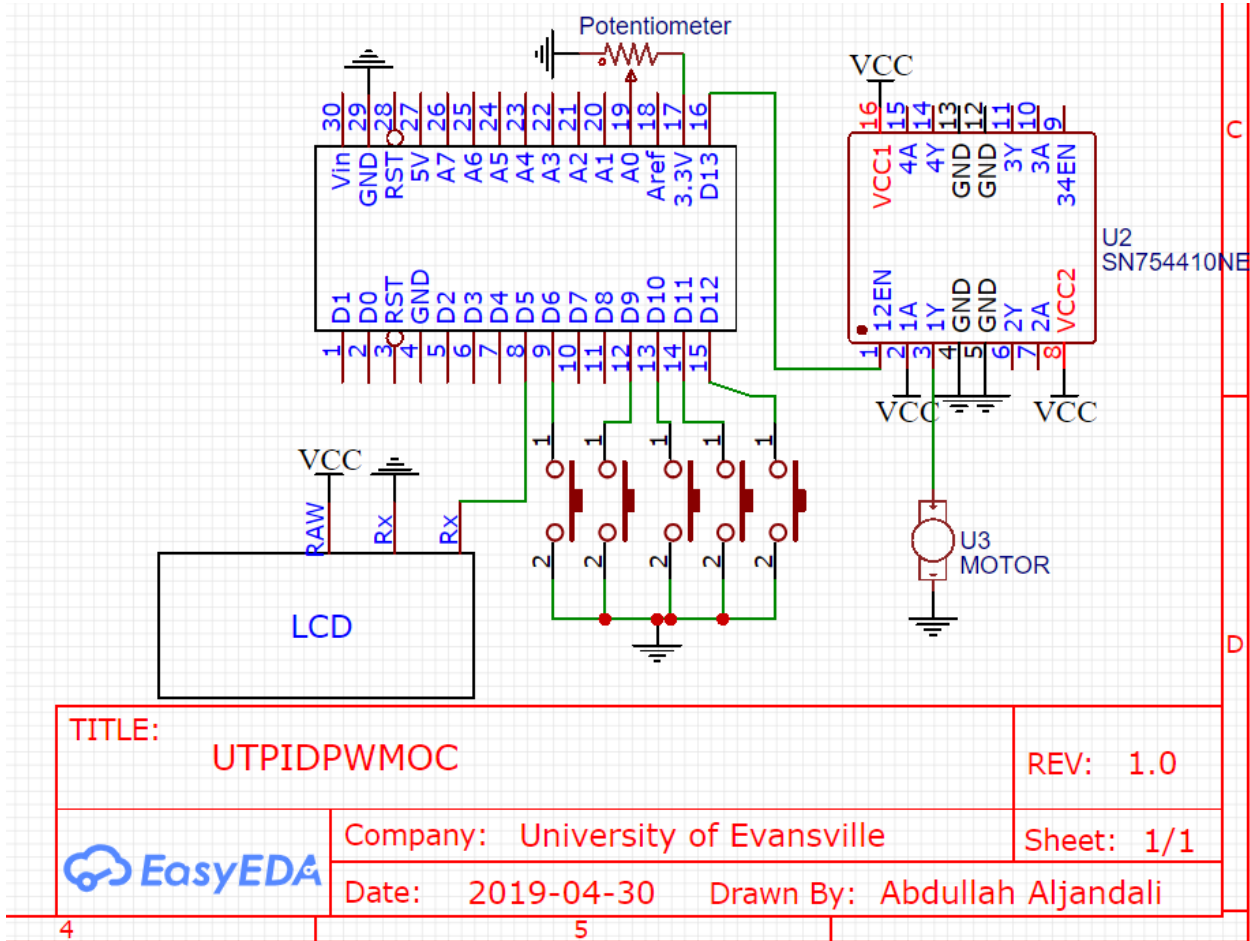 Potentiometer
VCC
30 29 28 27 26 25 24 23 22 21 20 19 18 17 16
Vin GND RST 5V A7 A6 A5 A4 A3 A2 A1 A0 Aref 3.3V D13
D1 D0 RST GND D2 D3 D4 D5 D6 D7 D8 D9 D10 D11 D12
1 2 3 4 5 6 7 8 9 10 11 12 13 14 15
16 15 14 13 12 11 10 9
VCC1 4A 4Y GND GND 3Y 3A 34EN
U2
SN754410NE
12EN 1A 1Y GND GND 2Y 2A VCC2
1 2 3 4 5 6 7 8
VCC VCC
VCC
RAW Rx Rx
LCD
1 1 1 1 1
2 2 2 2 2
U3
MOTOR
C
D
TITLE:
UTPIDPWMOC
REV: 1.0
EasyEDA
Company: University of Evansville
Sheet: 1/1
Date: 2019-04-30 Drawn By: Abdullah Aljandali
4 5